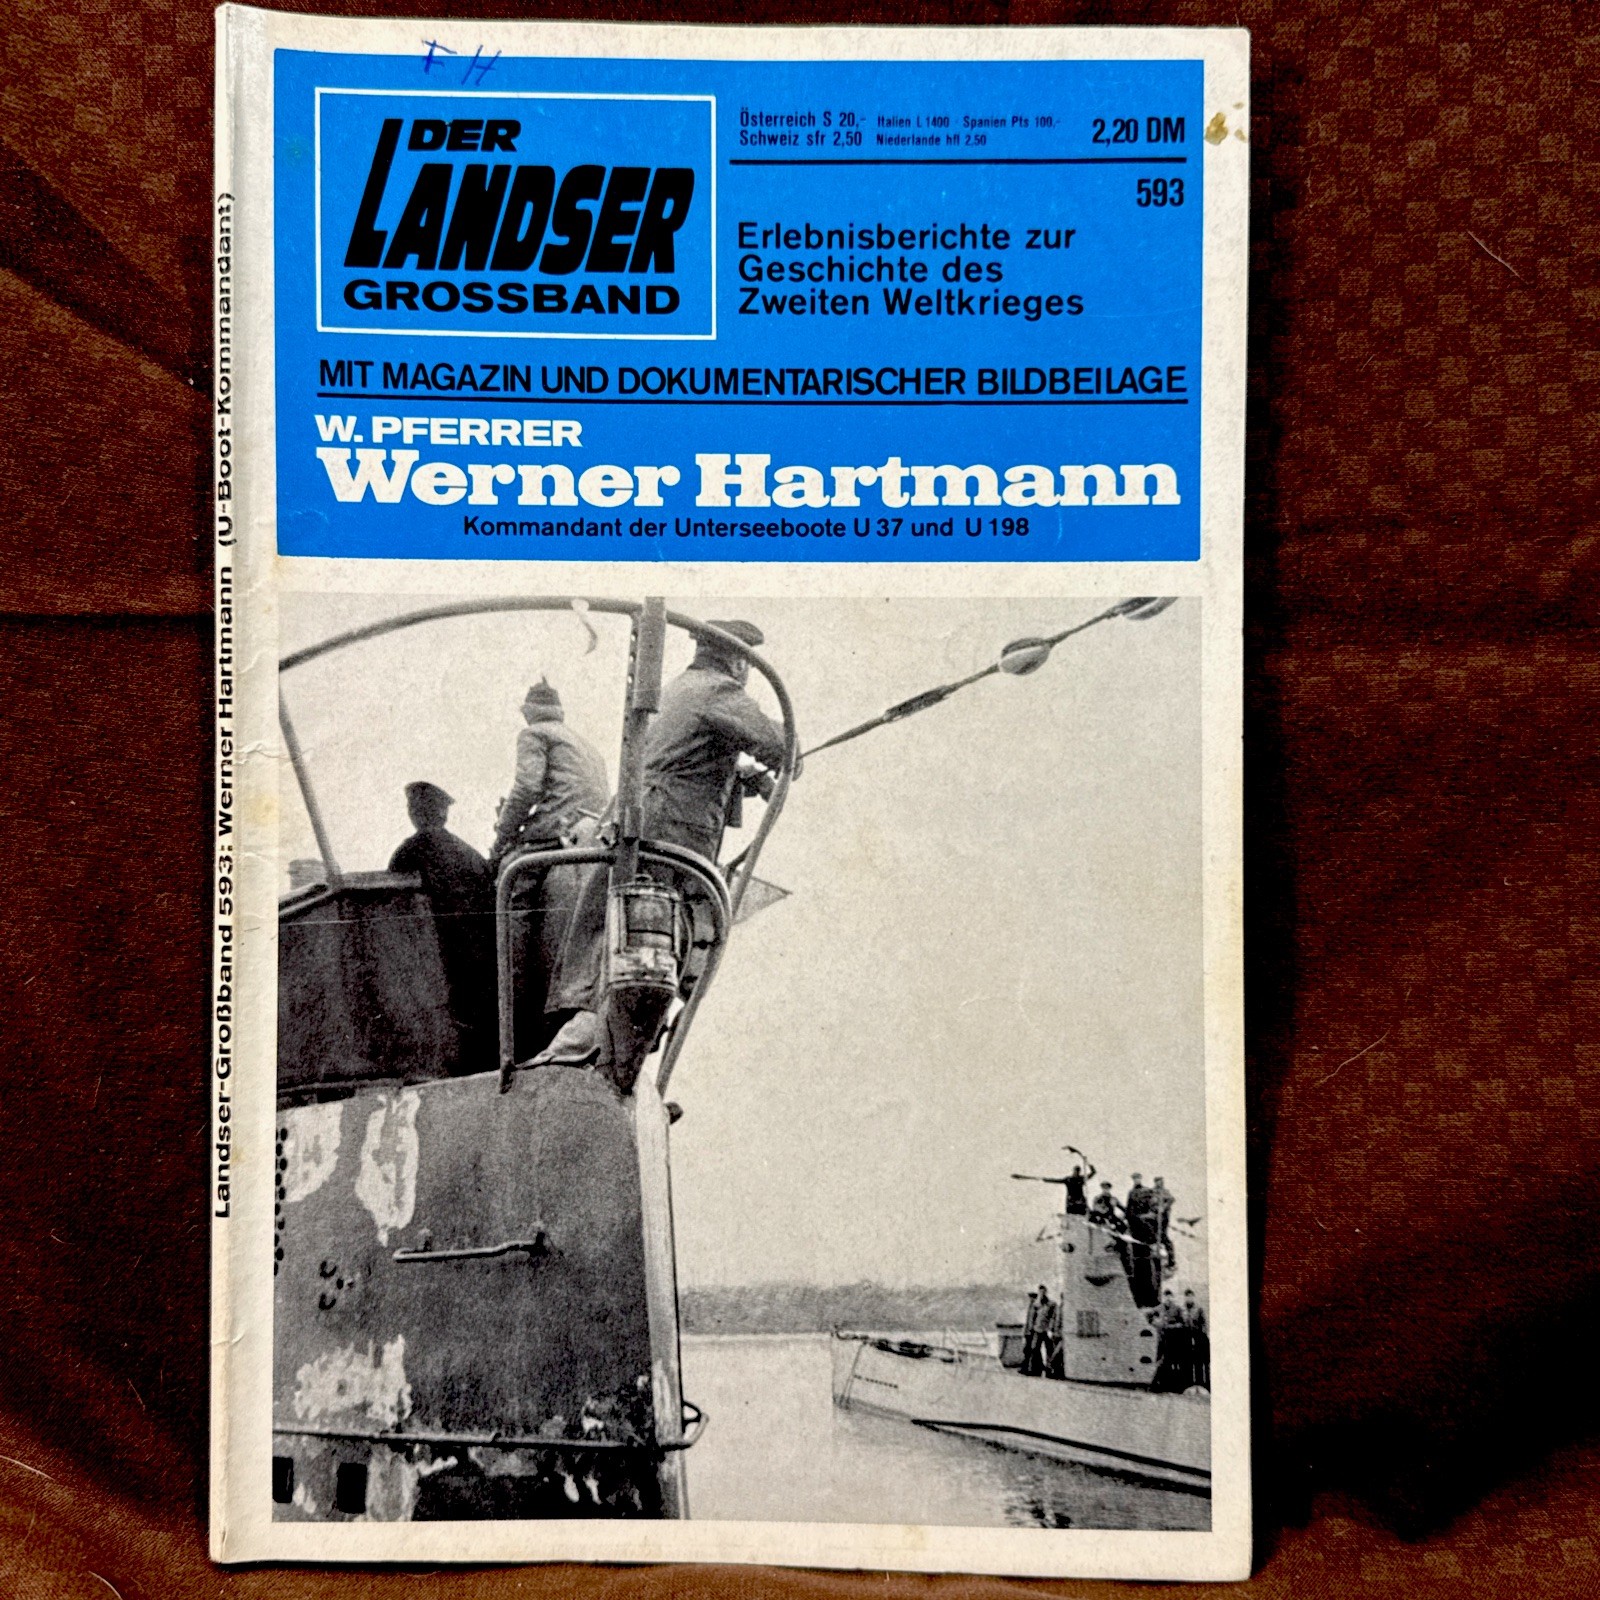 F H
DER
LANDSER
GROSSBAND
Österreich S 20,- Italien L 1400 · Spanien Pts 100,-
Schweiz sfr 2,50 Niederlande hfl 2,50
2,20 DM
593
Erlebnisberichte zur
Geschichte des
Zweiten Weltkrieges
MIT MAGAZIN UND DOKUMENTARISCHER BILDBEILAGE
W. PFERRER
Werner Hartmann
Kommandant der Unterseeboote U 37 und U 198
Landser-Großband 593: Werner Hartmann (U-Boot-Kommandant)